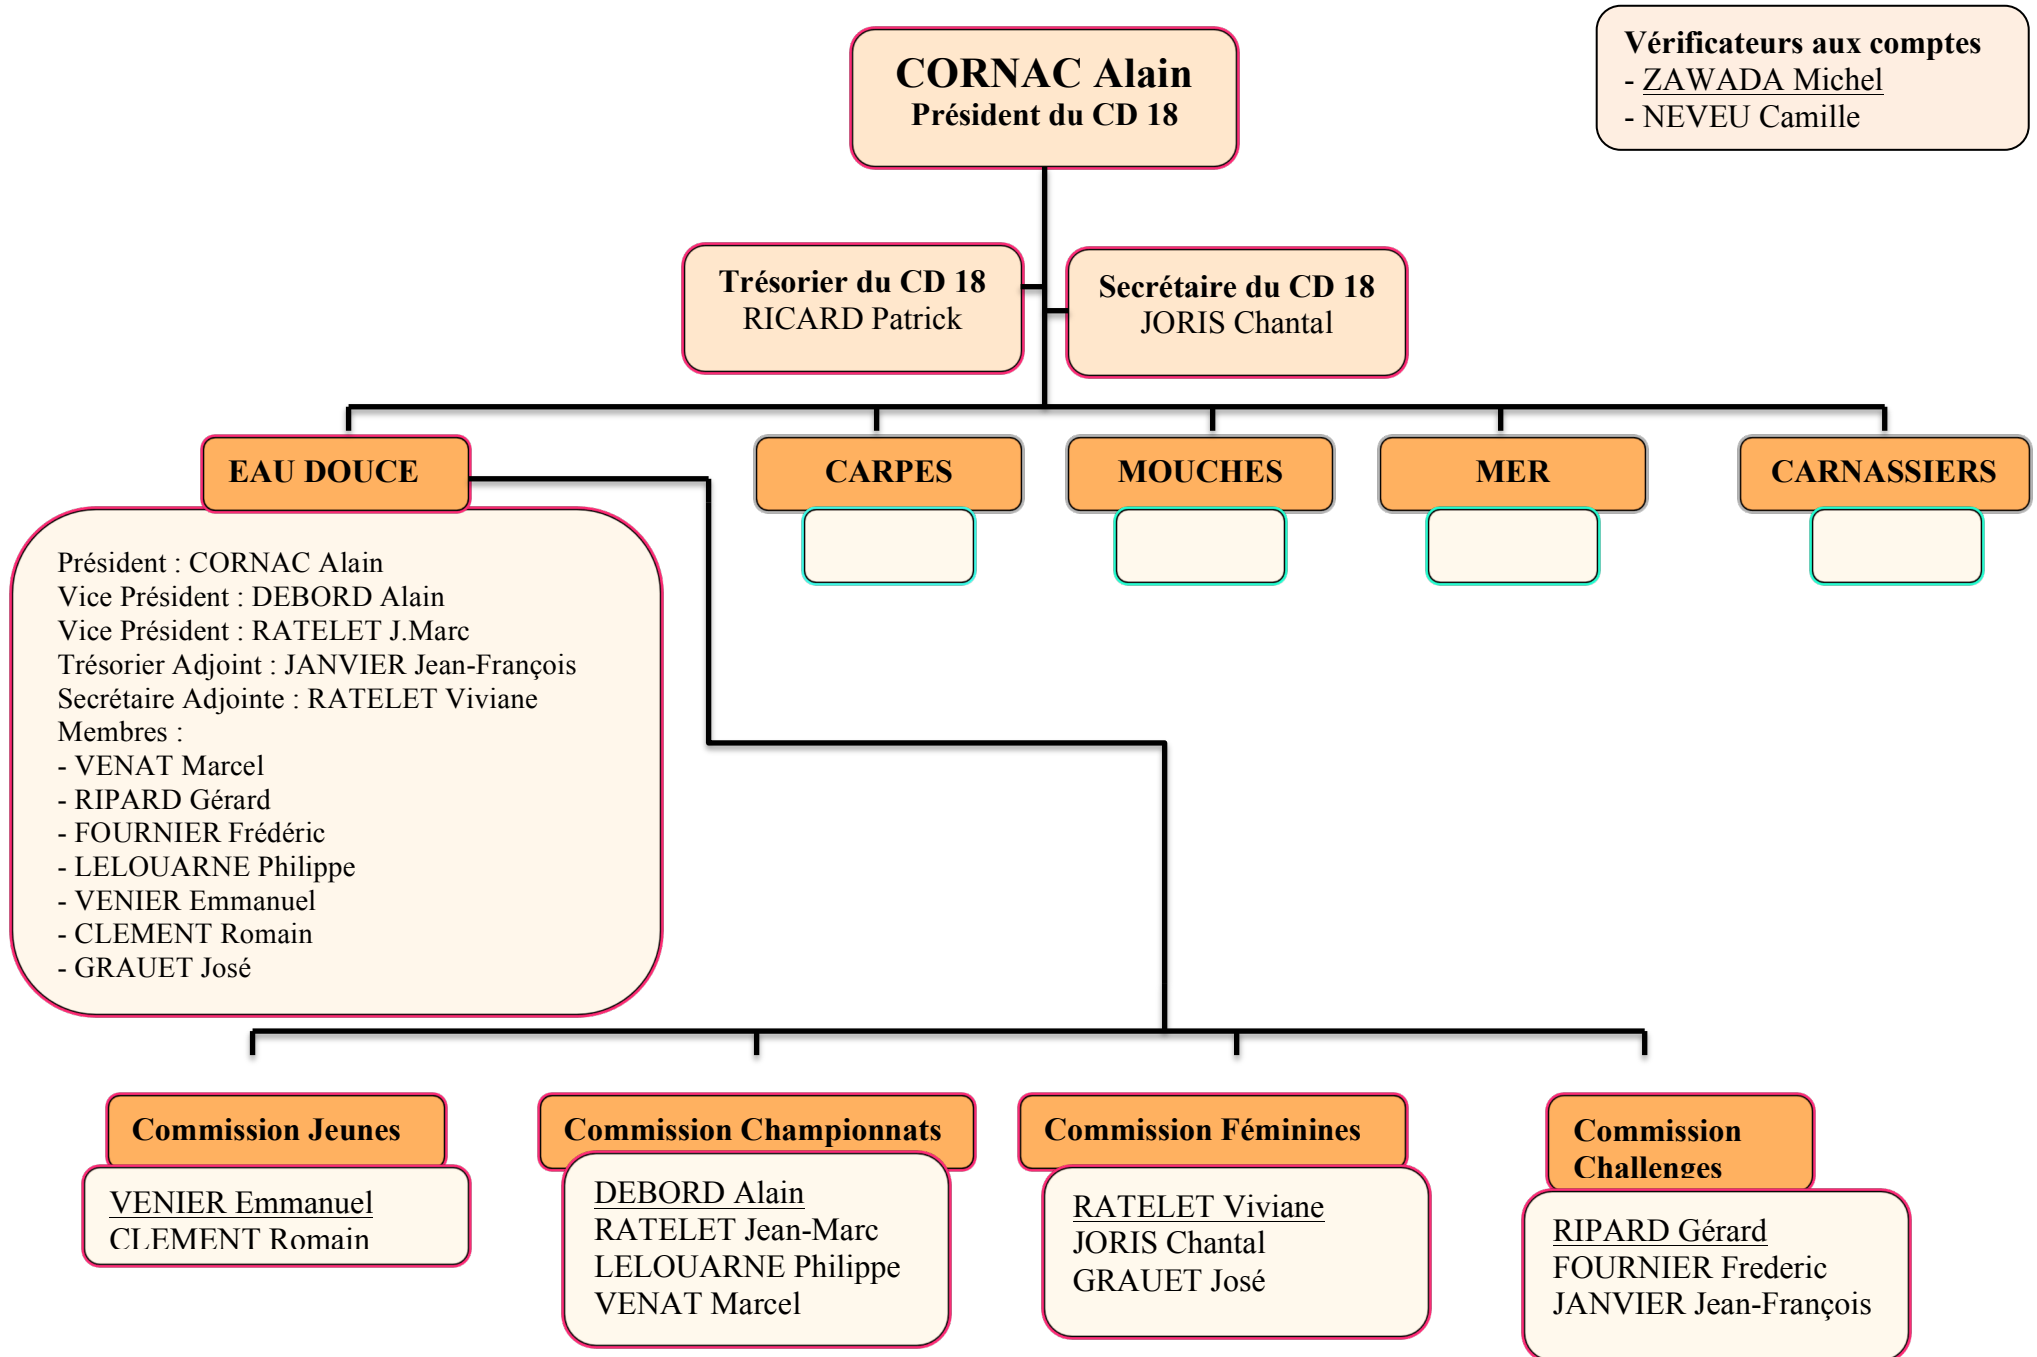 CORNAC Alain
Président du CD 18
Vérificateurs aux comptes
- ZAWADA Michel
- NEVEU Camille
Trésorier du CD 18
RICARD Patrick
Secrétaire du CD 18
JORIS Chantal
EAU DOUCE
CARPES
MOUCHES
MER
CARNASSIERS
Président : CORNAC Alain
Vice Président : DEBORD Alain
Vice Président : RATELET J.Marc
Trésorier Adjoint : JANVIER Jean-François
Secrétaire Adjointe : RATELET Viviane
Membres :
- VENAT Marcel
- RIPARD Gérard
- FOURNIER Frédéric
- LELOUARNE Philippe
- VENIER Emmanuel
- CLEMENT Romain
- GRAUET José
Commission Jeunes
VENIER Emmanuel
CLEMENT Romain
Commission Championnats
DEBORD Alain
RATELET Jean-Marc
LELOUARNE Philippe
VENAT Marcel
Commission Féminines
RATELET Viviane
JORIS Chantal
GRAUET José
Commission
Challenges
RIPARD Gérard
FOURNIER Frederic
JANVIER Jean-François